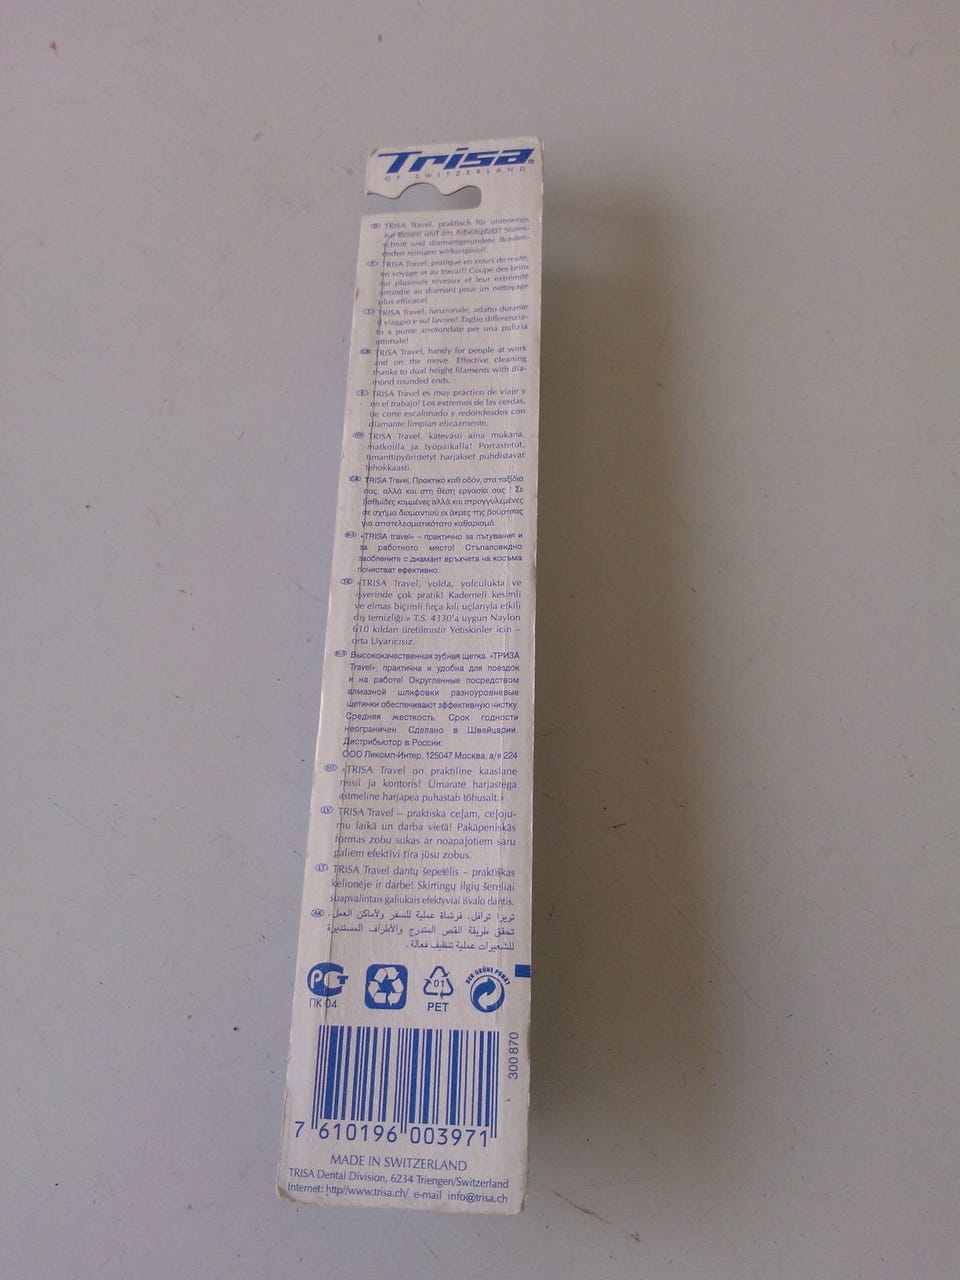 Trisa®
OF SWITZERLAND
D TRISA Travel, praktisch für unterwegs,
auf Reisen und am Arbeitsplatz! Stufen-
schnitt und diamantgerundete Borsten-
enden reinigen wirkungsvoll.
F TRISA Travel, pratique en cours de route,
en voyage et au travail! Coupe des brins
sur plusieurs niveaux et leur extrémité
arrondie au diamant pour un nettoyage
plus efficace!
I TRISA Travel, funzionale, adatto durante
il viaggio e sul lavoro! Taglio differenzia-
to a punte arrotondate per una pulizia
ottimale!
GB TRISA Travel, handy for people at work
and on the move. Effective cleaning
thanks to dual height filaments with dia-
mond rounded ends.
E TRISA Travel es muy práctico de viaje y
en el trabajo! Los extremos de las cerdas,
de corte escalonado y redondeados con
diamante limpian eficazmente.
TRISA Travel, kätevästi aina mukana,
matkoilla ja työpaikalla! Porrastetut,
timanttipyöristetyt harjakset puhdistavat
tehokkaasti.
GR TRISA Travel, Πρακτικό καθ οδόν, στα ταξίδια
σας, αλλά και στη θέση εργασία σας ! Σε
βαθμίδες κομμένες αλλά και στρογγυλεμένες
σε σχήμα διαμαντιού οι άκρες της βούρτσας
για αποτελεσματικότατο καθαρισμό.
«TRISA travel» – практично за пътувания и
за работното място! Стъпаловидно
заоблените с диамант връхчета на косъма
почистват ефективно.
TR «TRISA Travel, yolda, yolculukta ve
işyerinde çok pratik! Kademeli kesimli
ve elmas biçimli fırça kılı uçlarıyla etkili
diş temizliği.» T.S. 4330'a uygun Naylon
610 kıldan üretilmistir Yetiskinler icin –
orta Uyarıcısız.
Высококачественная зубная щетка. «ТРИЗА
Travel», практична и удобна для поездок
и на работе! Округленные посредством
алмазной шлифовки разноуровневые
щетинки обеспечивают эффективную чистку.
Средняя жесткость. Срок годности
неограничен. Сделано в Швейцарии.
Дистрибьютор в России:
ООО Ликомп-Интер, 125047 Москва, а/я 224
«TRISA Travel on praktiline kaaslane
reisil ja kontoris! Ümarate harjastega
astmeline harjapea puhastab tõhusalt.»
LV TRISA Travel – praktiska ceļam, ceļoju-
mu laikā un darba vietā! Pakāpeniskās
formas zobu sukas ar noapaļotiem saru
galiem efektīvi tīra jūsu zobus.
LT TRISA Travel dantų šepetėlis – praktiškas
kelionėje ir darbe! Skirtingų ilgių šereliai
suapvalintais galiukais efektyviai išvalo dantis.
AR تريزا ترافل. فرشاة عملية للسفر ولأماكن العمل.
تحقق طريقة القص المتدرج والأطراف المستديرة
للشعيرات عملية تنظيف فعالة.
DER GRÜNE PUNKT
РСТ
ПК 04
01
PET
300 870
7 610196 003971
MADE IN SWITZERLAND
TRISA Dental Division, 6234 Triengen/Switzerland
Internet: http//www.trisa.ch/ e-mail info@trisa.ch